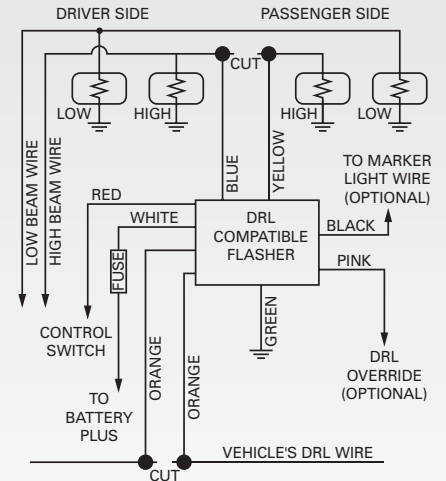 DRIVER SIDE
PASSENGER SIDE
CUT
LOW
HIGH
HIGH
LOW
LOW BEAM WIRE
HIGH BEAM WIRE
BLUE
YELLOW
TO MARKER
LIGHT WIRE
(OPTIONAL)
RED
WHITE
FUSE
DRL
COMPATIBLE
FLASHER
BLACK
PINK
GREEN
CONTROL
SWITCH
ORANGE
ORANGE
TO
BATTERY
PLUS
DRL
OVERRIDE
(OPTIONAL)
VEHICLE'S DRL WIRE
CUT